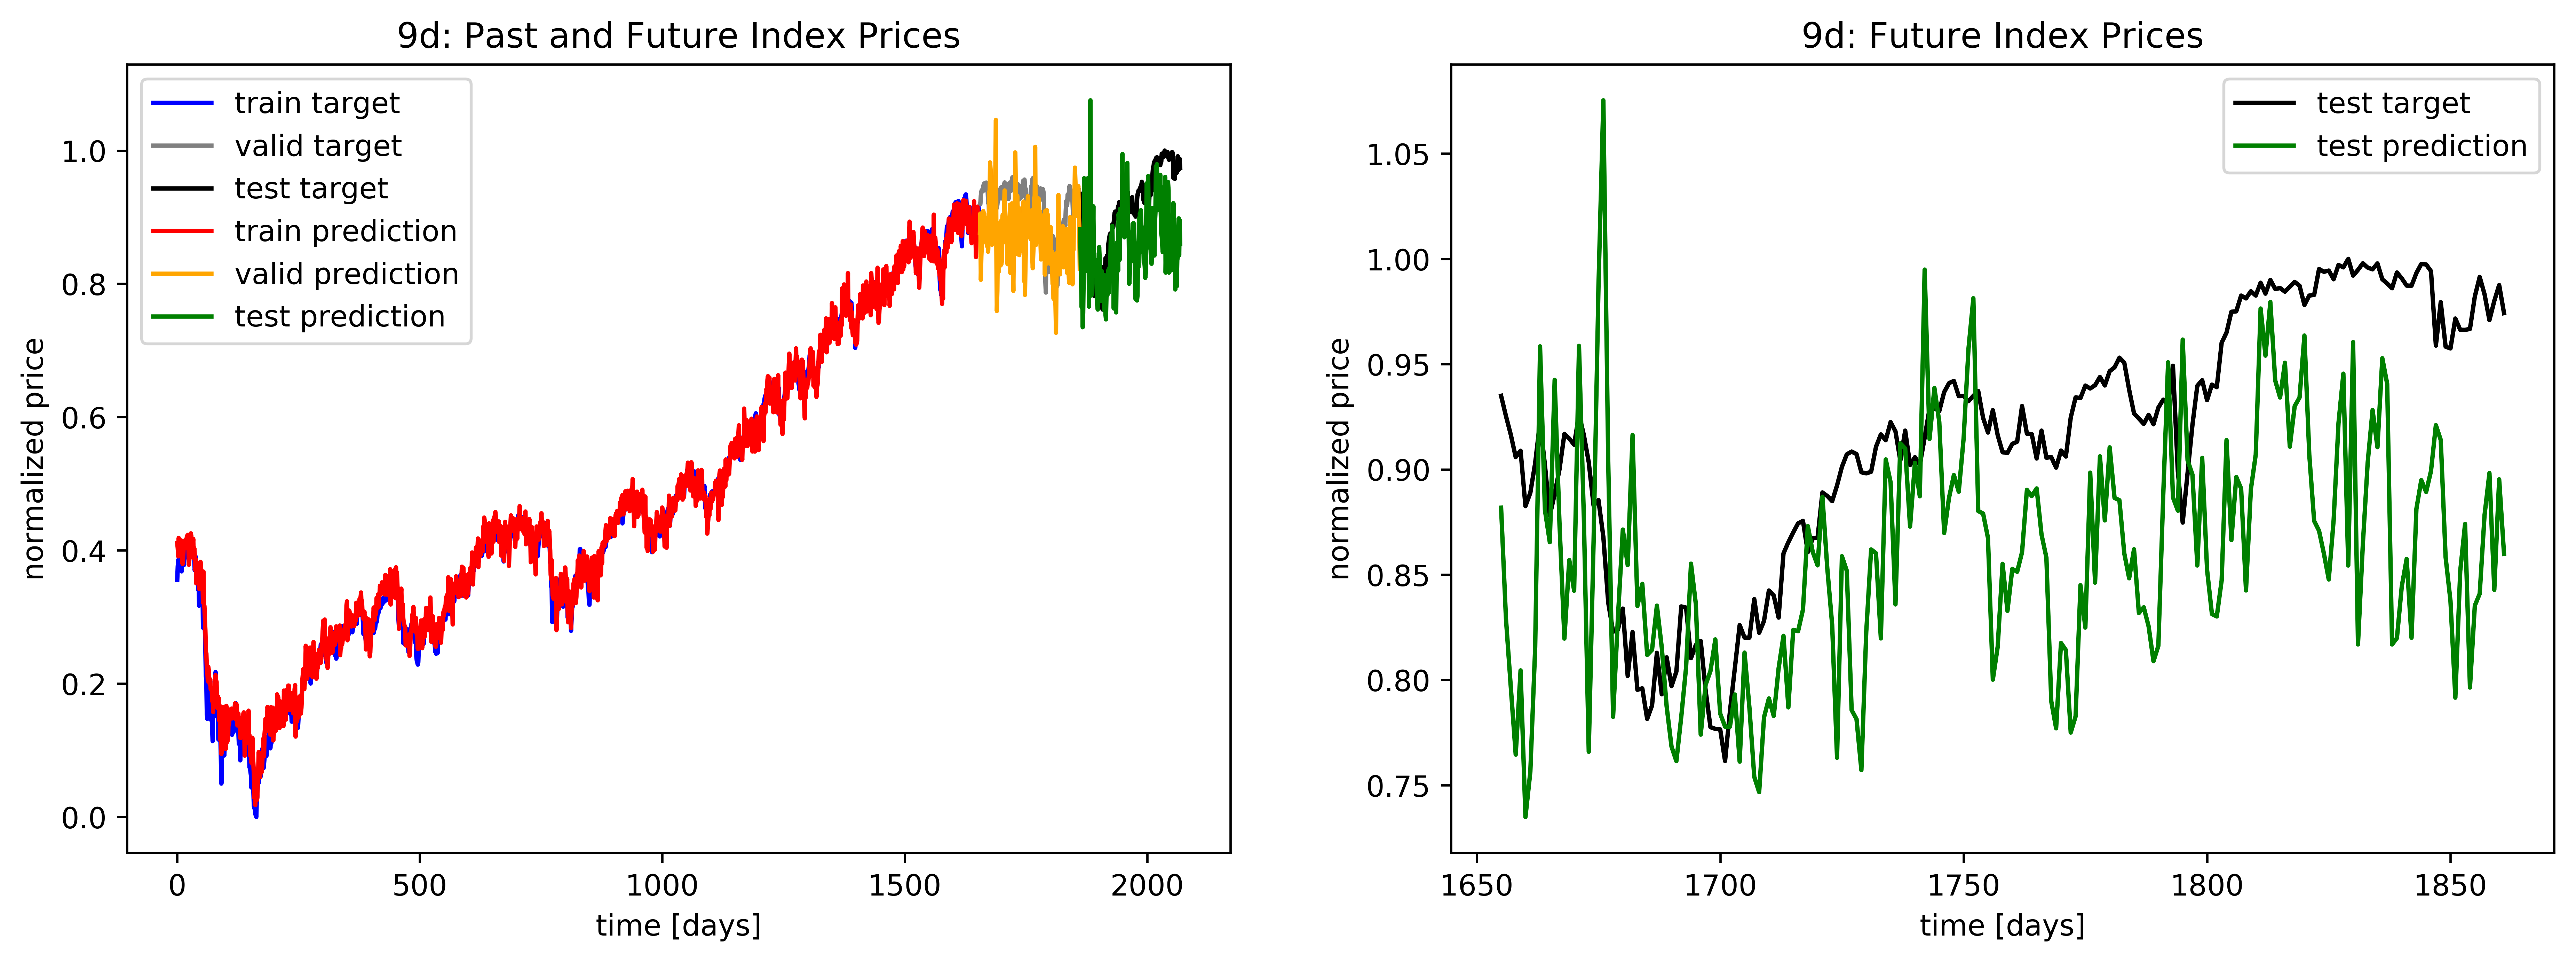 9d: Past and Future Index Prices
train target
valid target
test target
train prediction
valid prediction
test prediction
normalized price
1.0
0.8
0.6
0.4
0.2
0.0
0
500
1000
1500
2000
time [days]
9d: Future Index Prices
test target
test prediction
normalized price
1.05
1.00
0.95
0.90
0.85
0.80
0.75
1650
1700
1750
1800
1850
time [days]